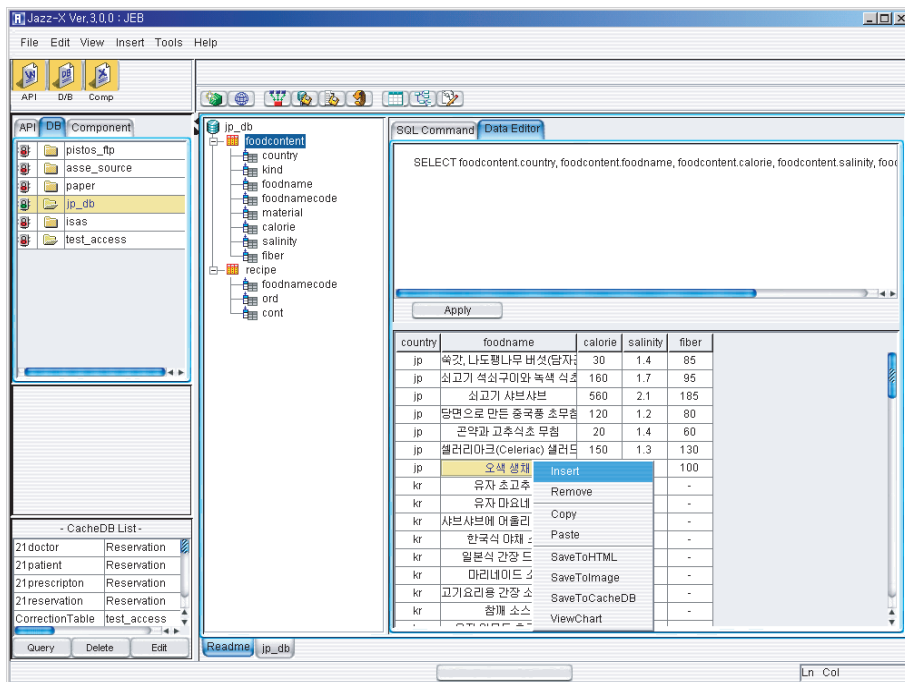 Jazz-X Ver,3,0,0 : JEB
File Edit View Insert Tools Help
API D/B Comp
API DB Component
pistos_ftp
asse_source
paper
jp_db
isas
test_access
- CacheDB List -
21doctor Reservation
21patient Reservation
21prescripton Reservation
21reservation Reservation
CorrectionTable test_access
Query Delete Edit
jp_db
foodcontent
country
kind
foodname
foodnamecode
material
calorie
salinity
fiber
recipe
foodnamecode
ord
cont
SQL Command Data Editor
SELECT foodcontent.country, foodcontent.foodname, foodcontent.calorie, foodcontent.salinity, food
Apply
country foodname calorie salinity fiber
jp 쑥갓, 나도팽나무 버섯(담자 30 1.4 85
jp 쇠고기 석쇠구이와 녹색 식초 160 1.7 95
jp 쇠고기 샤브샤브 560 2.1 185
jp 당면으로 만든 중국풍 초무침 120 1.2 80
jp 곤약과 고추식초 무침 20 1.4 60
jp 셀러리아크(Celeriac) 샐러드 150 1.3 130
jp 오색 생채 100
kr 유자 초고추 -
kr 유자 마요네 -
kr 샤브샤브에 어울리 -
kr 한국식 야채 -
kr 일본식 간장 드 -
kr 마리네이드 소 -
kr 고기요리용 간장 소 -
kr 참깨 소스 -
Insert
Remove
Copy
Paste
SaveToHTML
SaveToImage
SaveToCacheDB
ViewChart
Readme jp_db
Ln Col